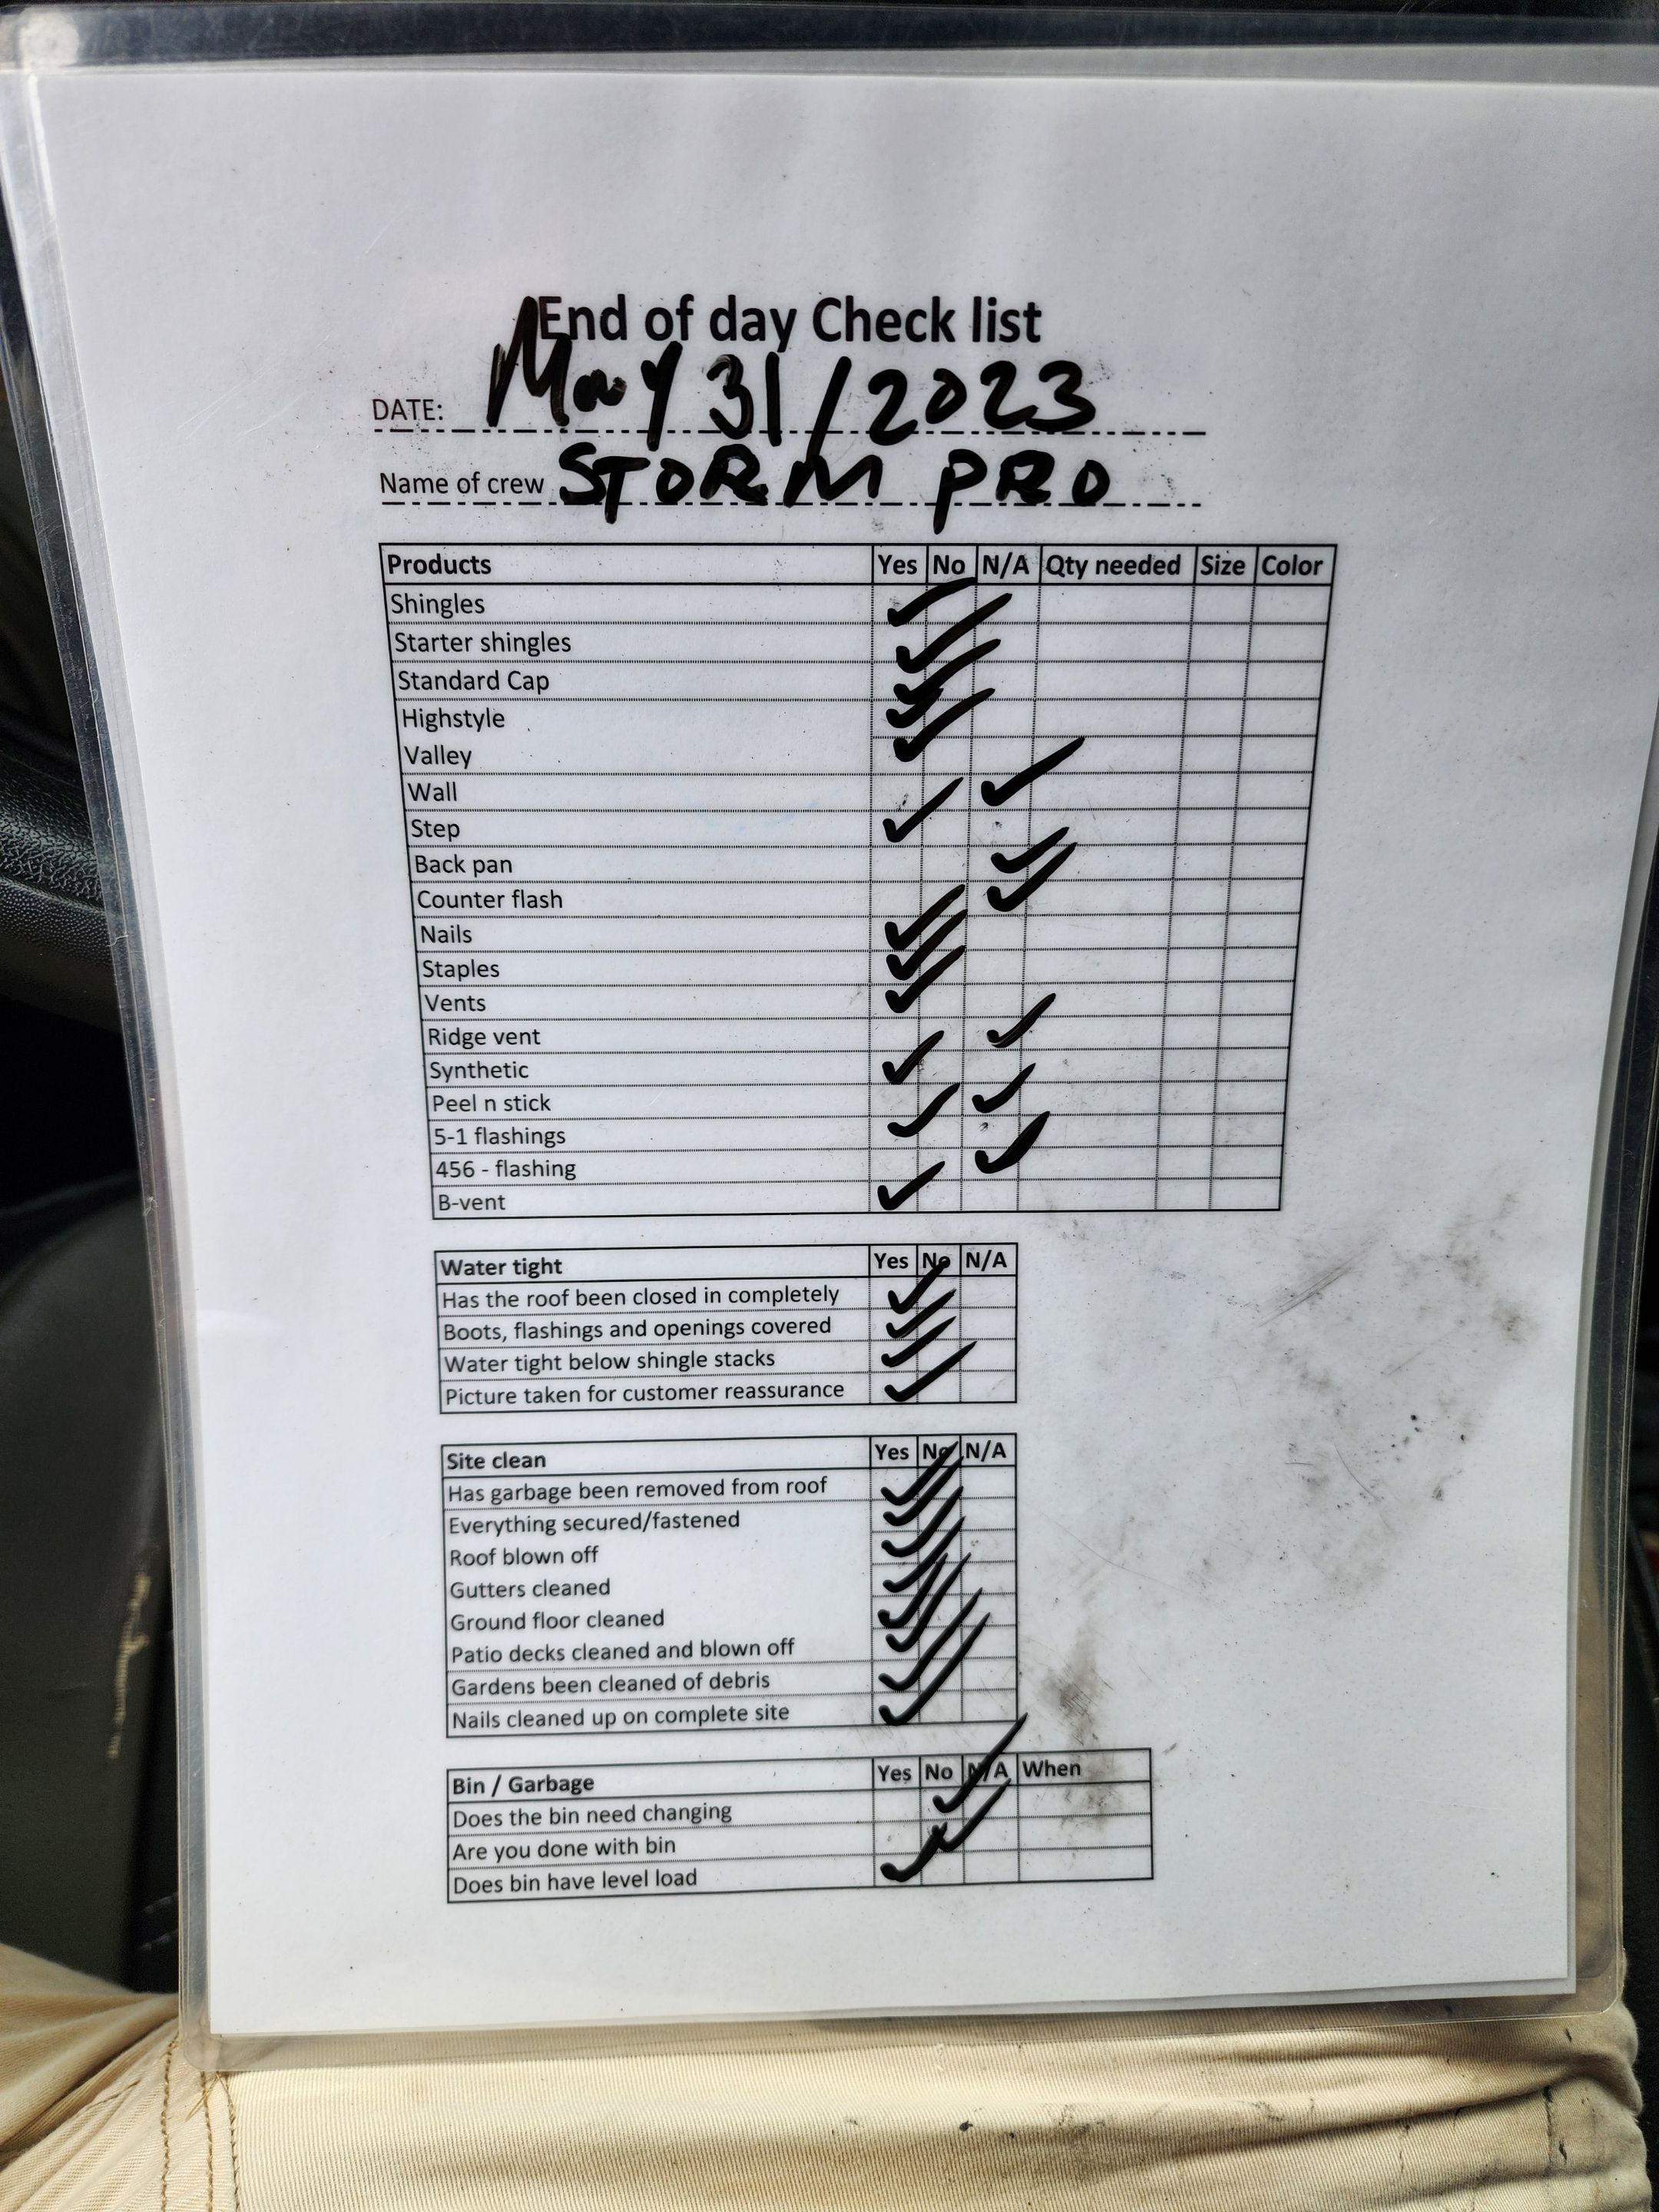 End of day Check list
DATE: May 31/2023
Name of crew STORM PRO
Products Yes No N/A Qty needed Size Color
Shingles ✓
Starter shingles ✓
Standard Cap ✓
Highstyle ✓
Valley ✓
Wall ✓
Step ✓
Back pan ✓
Counter flash ✓
Nails ✓
Staples ✓
Vents ✓
Ridge vent ✓
Synthetic ✓
Peel n stick ✓
5-1 flashings ✓
456 - flashing ✓
B-vent ✓
Water tight Yes No N/A
Has the roof been closed in completely ✓
Boots, flashings and openings covered ✓
Water tight below shingle stacks ✓
Picture taken for customer reassurance ✓
Site clean Yes No N/A
Has garbage been removed from roof ✓
Everything secured/fastened ✓
Roof blown off ✓
Gutters cleaned ✓
Ground floor cleaned ✓
Patio decks cleaned and blown off ✓
Gardens been cleaned of debris ✓
Nails cleaned up on complete site ✓
Bin / Garbage Yes No N/A When
Does the bin need changing ✓
Are you done with bin ✓
Does bin have level load ✓